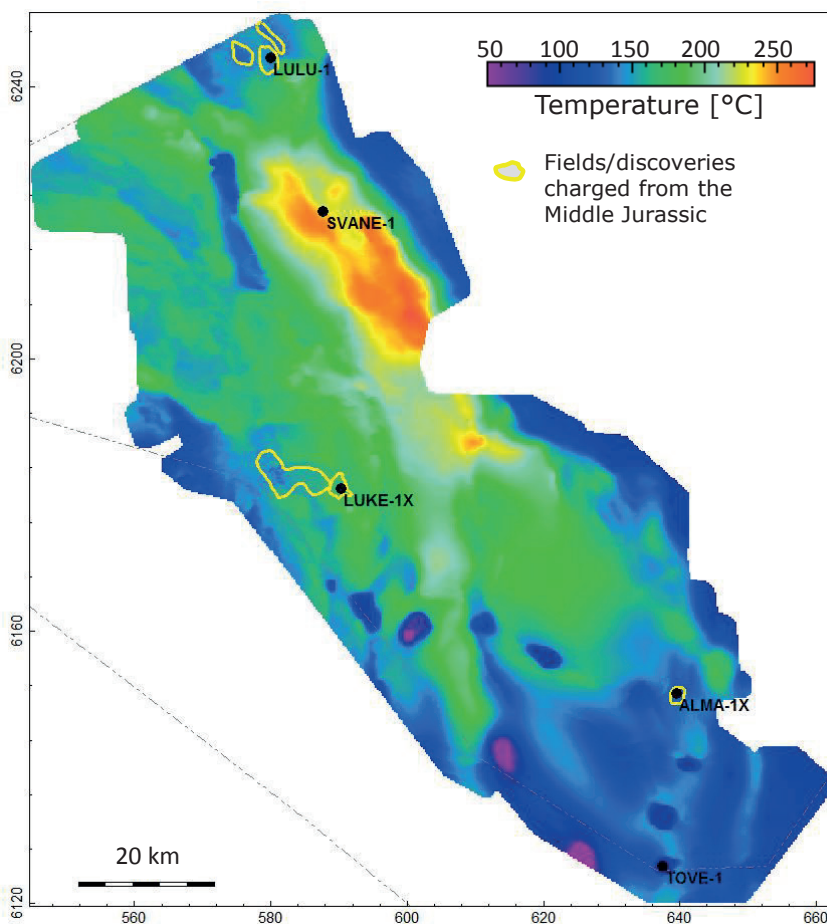 50 100 150 200 250
Temperature [°C]
Fields/discoveries
charged from the
Middle Jurassic
LULU-1
6240
SVANE-1
6200
LUKE-1X
6160
ALMA-1X
TOVE-1
20 km
6120
560 580 600 620 640 660